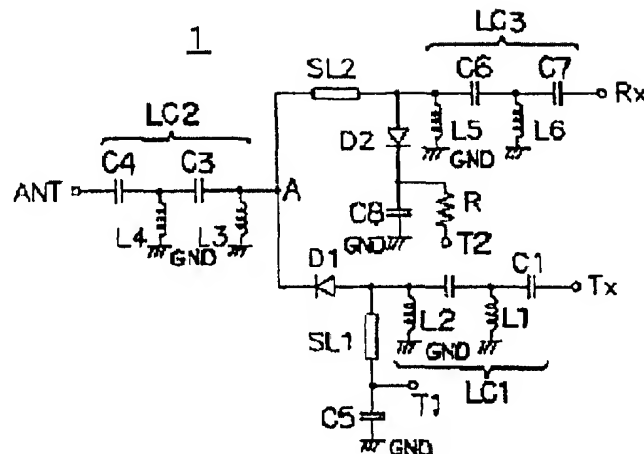 1
LC3
SL2
C6
C7
Rx
LC2
C4
C3
D2
L5
L6
GND
ANT
A
L4
L3
GND
C8
R
GND
T2
D1
C1
Tx
SL1
L2
L1
GND
C5
T1
LC1
GND